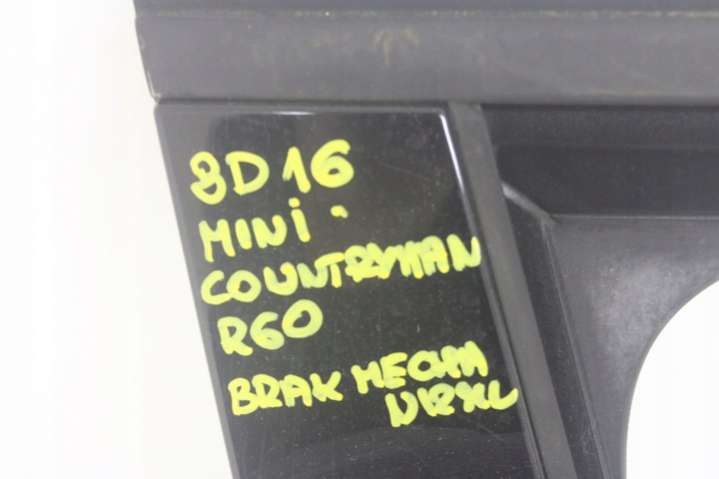 8D16
MINI
COUNTRYMAN
R60
BRAK MECHA